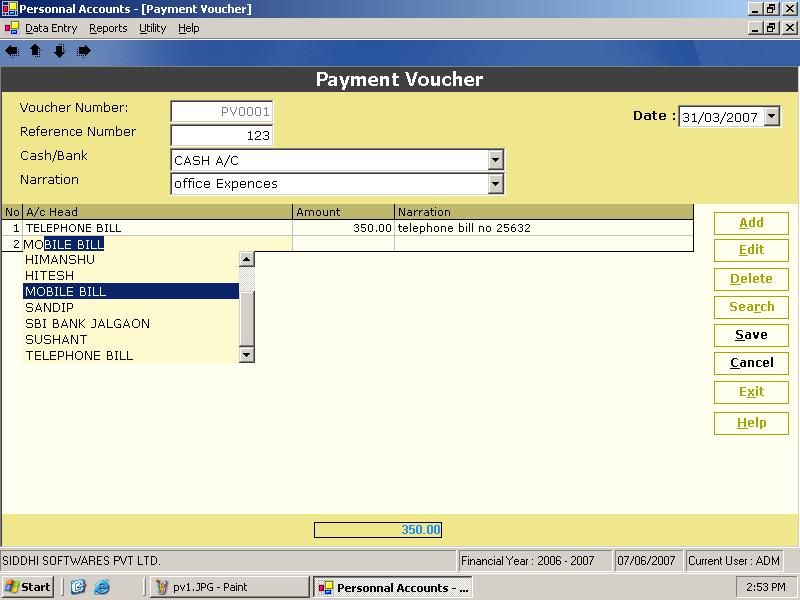 Personnal Accounts - [Payment Voucher]
Data Entry Reports Utility Help
Payment Voucher
Voucher Number: PV0001
Date : 31/03/2007
Reference Number 123
Cash/Bank CASH A/C
Narration office Expences
No A/c Head Amount Narration
1 TELEPHONE BILL 350.00 telephone bill no 25632
2 MOBILE BILL
HIMANSHU
HITESH
MOBILE BILL
SANDIP
SBI BANK JALGAON
SUSHANT
TELEPHONE BILL
Add
Edit
Delete
Search
Save
Cancel
Exit
Help
350.00
SIDDHI SOFTWARES PVT LTD. Financial Year : 2006 - 2007 07/06/2007 Current User : ADM
Start pv1.JPG - Paint Personnal Accounts - ... 2:53 PM